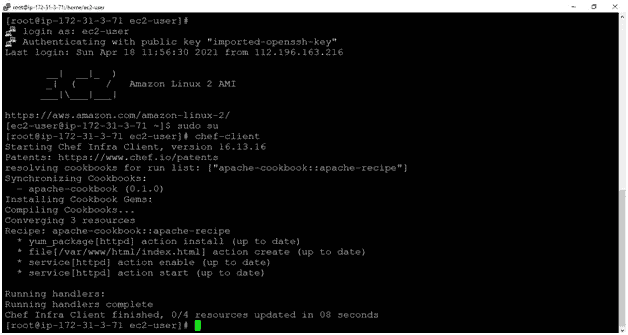 root@ip-172-31-3-71:/home/ec2-user
[root@ip-172-31-3-71 ec2-user]#
login as: ec2-user
Authenticating with public key "imported-openssh-key"
Last login: Sun Apr 18 11:56:30 2021 from 112.196.163.216
__|  __|_  )
_|  (     /   Amazon Linux 2 AMI
___|\___|___|
https://aws.amazon.com/amazon-linux-2/
[ec2-user@ip-172-31-3-71 ~]$ sudo su
[root@ip-172-31-3-71 ec2-user]# chef-client
Starting Chef Infra Client, version 16.13.16
Patents: https://www.chef.io/patents
resolving cookbooks for run list: ["apache-cookbook::apache-recipe"]
Synchronizing Cookbooks:
- apache-cookbook (0.1.0)
Installing Cookbook Gems:
Compiling Cookbooks...
Converging 3 resources
Recipe: apache-cookbook::apache-recipe
* yum_package[httpd] action install (up to date)
* file[/var/www/html/index.html] action create (up to date)
* service[httpd] action enable (up to date)
* service[httpd] action start (up to date)
Running handlers:
Running handlers complete
Chef Infra Client finished, 0/4 resources updated in 08 seconds
[root@ip-172-31-3-71 ec2-user]#